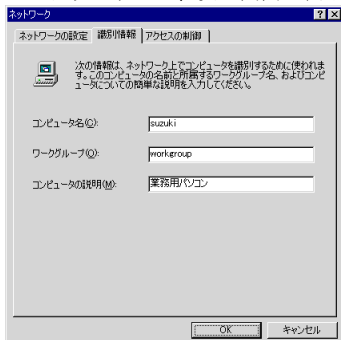 ネットワーク
ネットワークの設定 識別情報 アクセスの制御
次の情報は、ネットワーク上でコンピュータを識別するために使われま
す。このコンピュータの名前と所属するワークグループ名、およびコンピ
ュータについての簡単な説明を入力してください。
コンピュータ名(C): suzuki
ワークグループ(O): workgroup
コンピュータの説明(M): 業務用パソコン
OK キャンセル